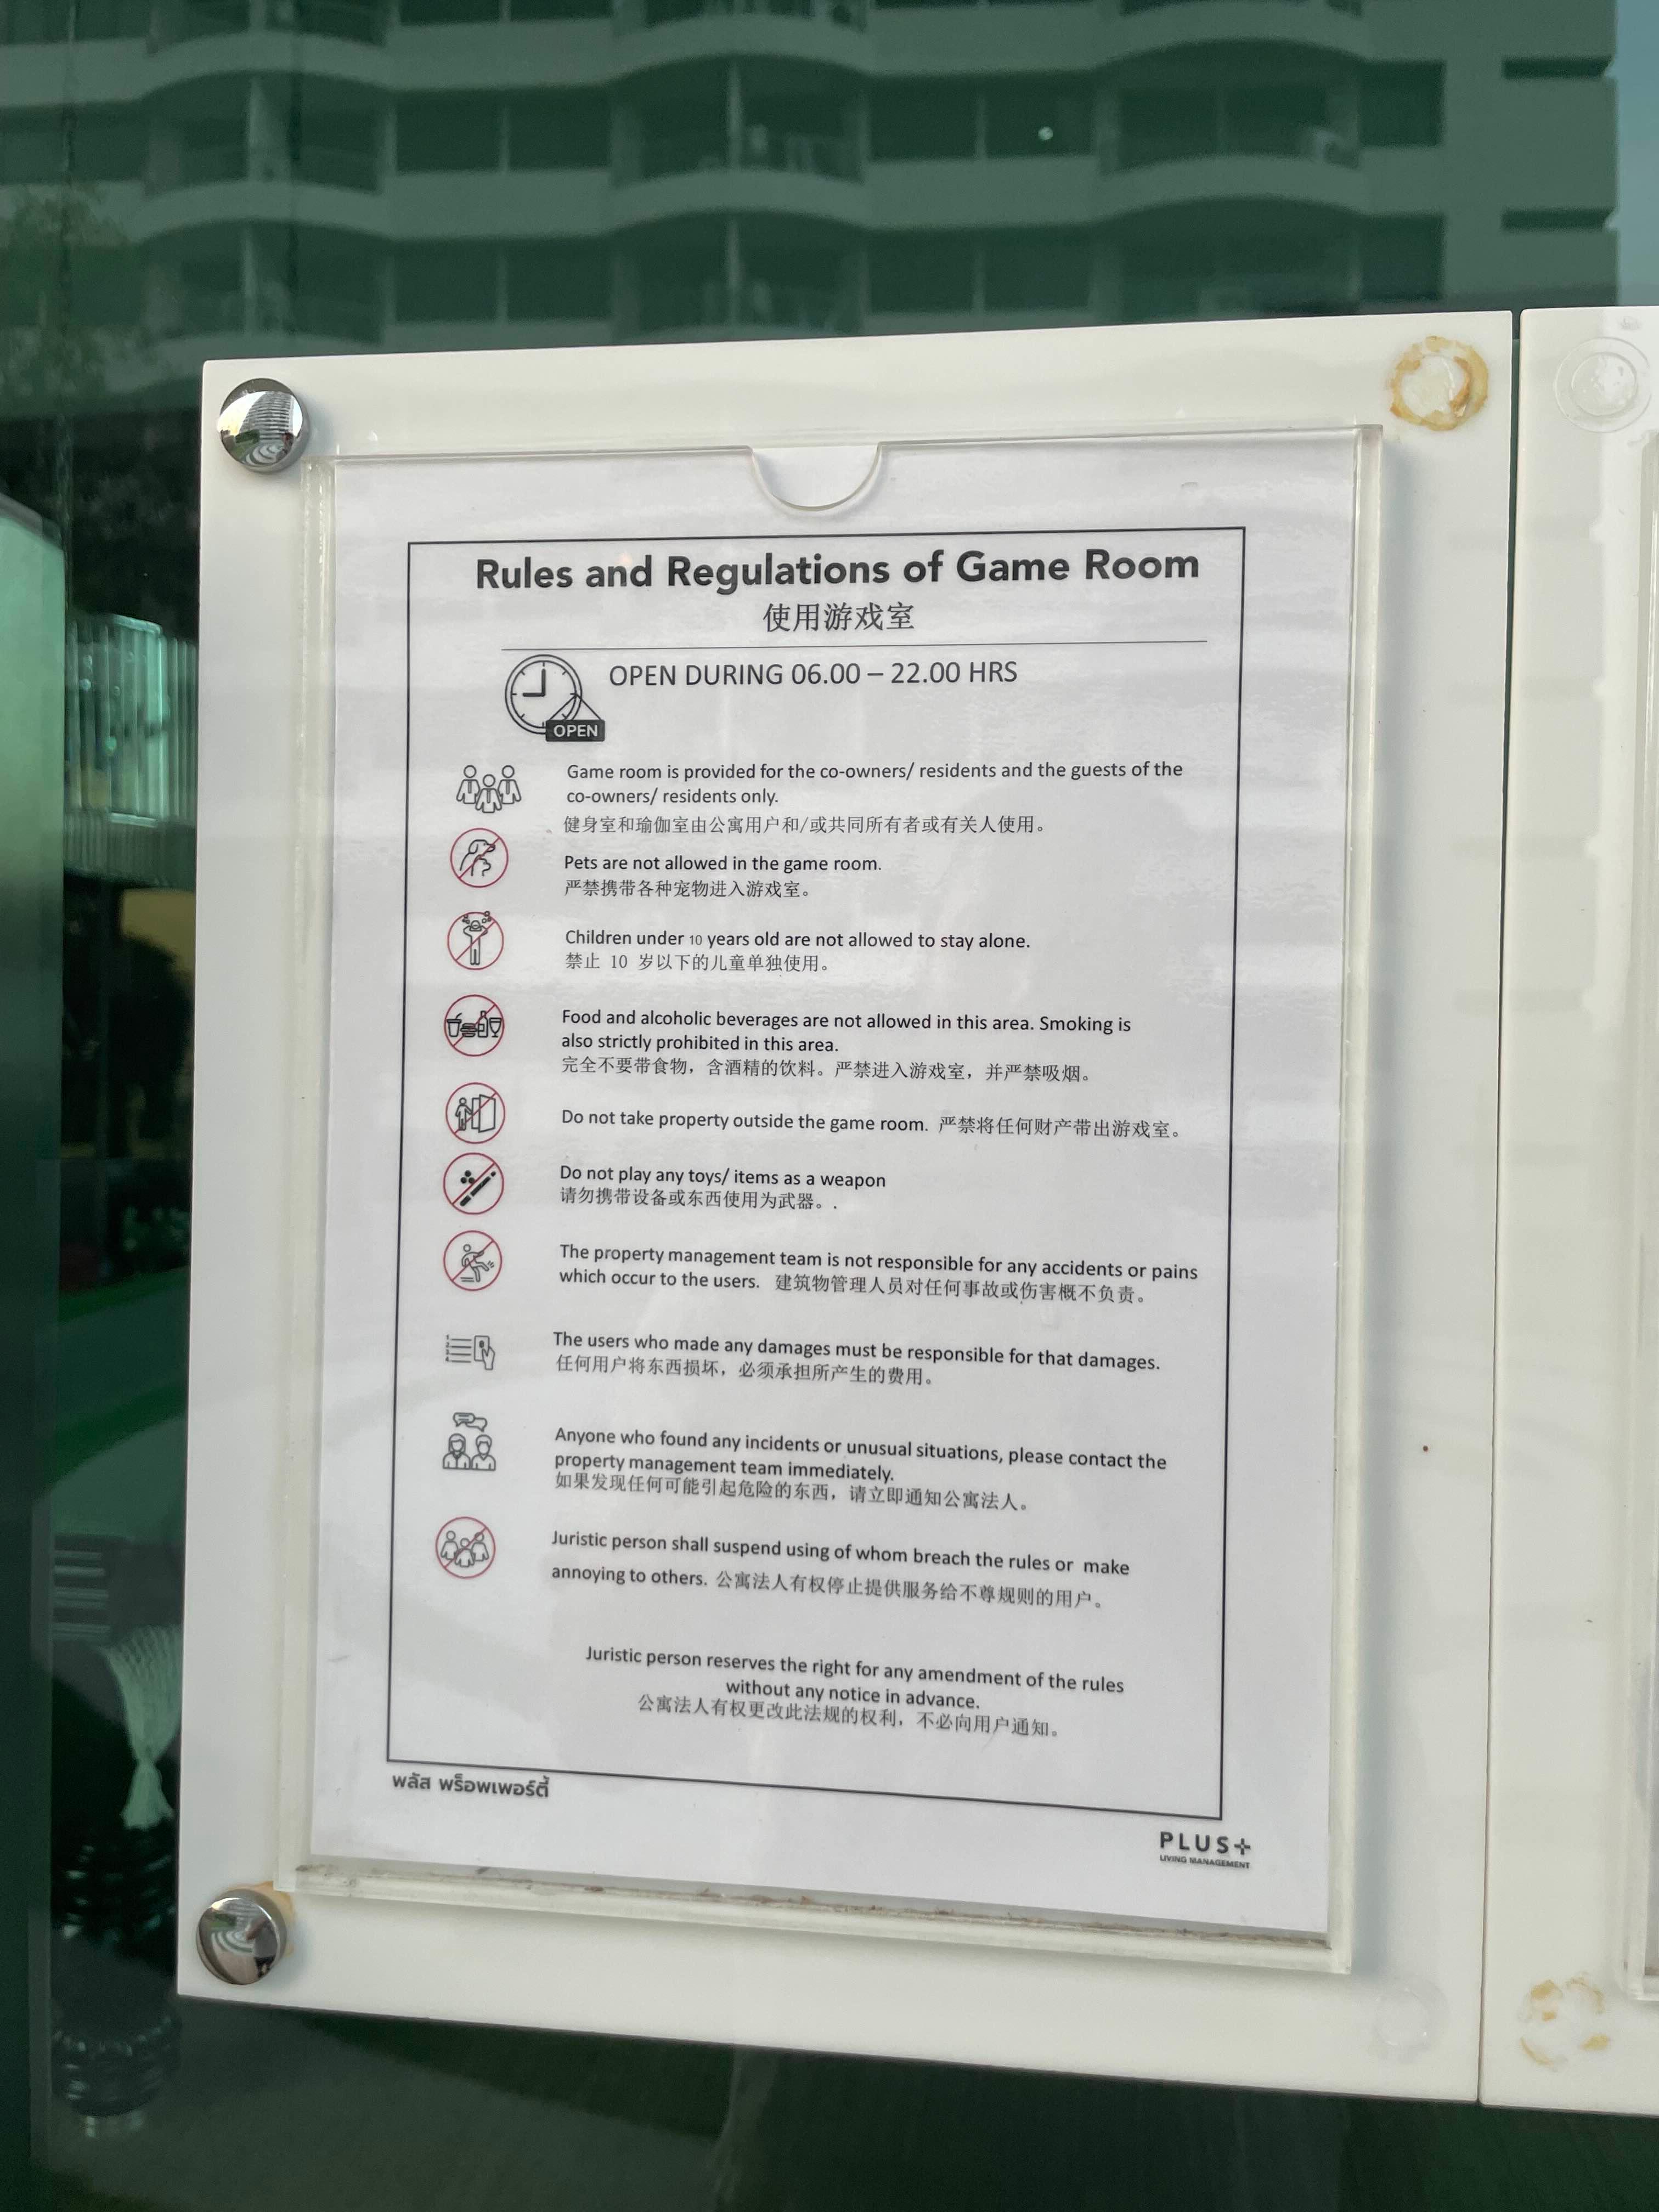 Rules and Regulations of Game Room
使用游戏室
OPEN DURING 06.00 – 22.00 HRS
OPEN
Game room is provided for the co-owners/ residents and the guests of the
co-owners/ residents only.
健身室和瑜伽室由公寓用户和/或共同所有者或有关人使用。
Pets are not allowed in the game room.
严禁携带各种宠物进入游戏室。
Children under 10 years old are not allowed to stay alone.
禁止 10 岁以下的儿童单独使用。
Food and alcoholic beverages are not allowed in this area. Smoking is
also strictly prohibited in this area.
完全不要带食物，含酒精的饮料。严禁进入游戏室，并严禁吸烟。
Do not take property outside the game room. 严禁将任何财产带出游戏室。
Do not play any toys/ items as a weapon
请勿携带设备或东西使用为武器。.
The property management team is not responsible for any accidents or pains
which occur to the users. 建筑物管理人员对任何事故或伤害概不负责。
The users who made any damages must be responsible for that damages.
任何用户将东西损坏，必须承担所产生的费用。
Anyone who found any incidents or unusual situations, please contact the
property management team immediately.
如果发现任何可能引起危险的东西，请立即通知公寓法人。
Juristic person shall suspend using of whom breach the rules or make
annoying to others. 公寓法人有权停止提供服务给不尊规则的用户。
Juristic person reserves the right for any amendment of the rules
without any notice in advance.
公寓法人有权更改此法规的权利，不必向用户通知。
พลัส พร็อพเพอร์ตี้
PLUS+
LIVING MANAGEMENT